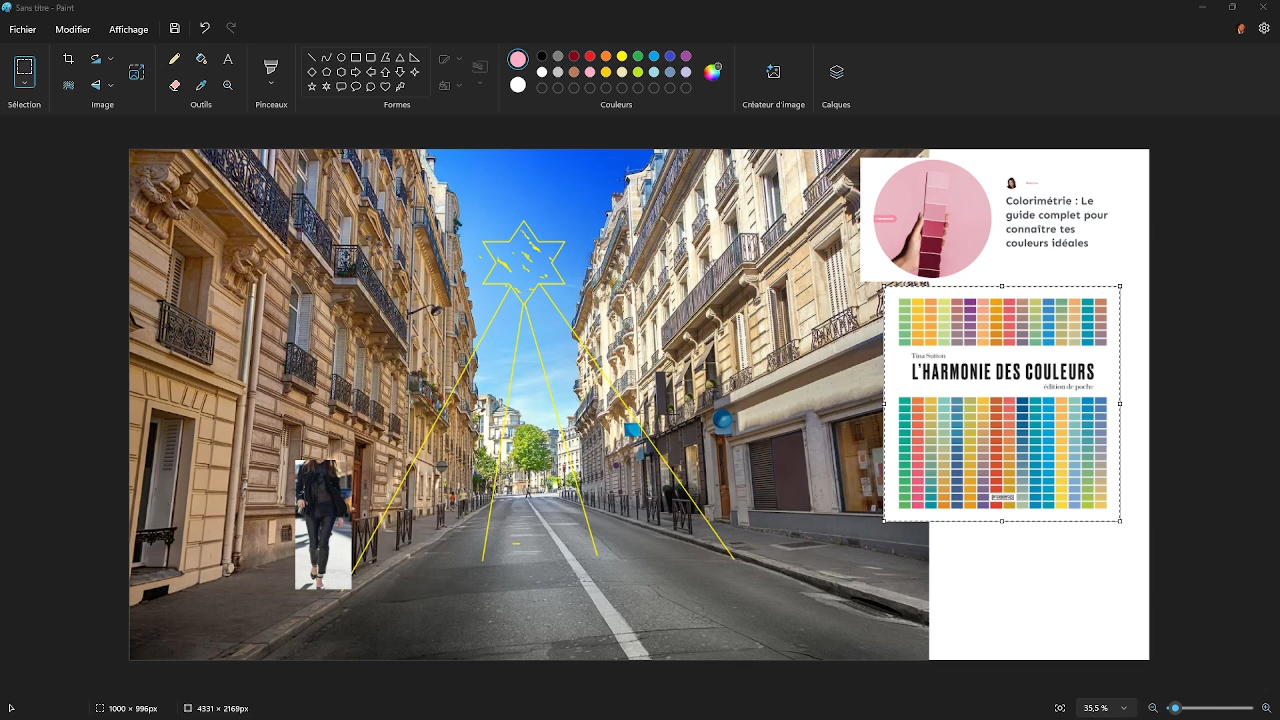 Sans titre - Paint
Fichier
Modifier
Affichage
Sélection
Image
Outils
Pinceaux
Formes
Couleurs
Créateur d'image
Calques
Colorimétrie : Le
guide complet pour
connaître tes
couleurs idéales
Tina Sutton
L'HARMONIE DES COULEURS
édition de poche
1000 × 996px
4331 × 2169px
35,5 %